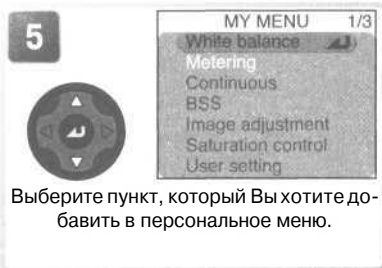 5
MY MENU 1/3
White balance
Metering
Continuous
BSS
Image adjustment
Saturation control
User setting
Выберите пункт, который Вы хотите до-
бавить в персональное меню.